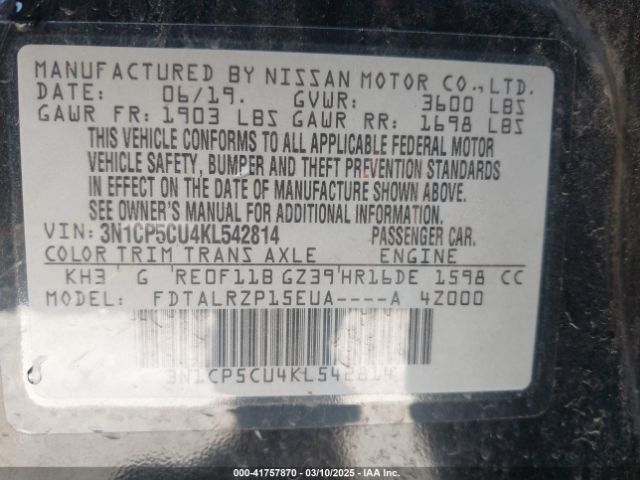 MANUFACTURED BY NISSAN MOTOR CO.,LTD.
DATE: 06/19. GVWR: 3600 LBS
GAWR FR: 1903 LBS GAWR RR: 1698 LBS
THIS VEHICLE CONFORMS TO ALL APPLICABLE FEDERAL MOTOR
VEHICLE SAFETY, BUMPER AND THEFT PREVENTION STANDARDS
IN EFFECT ON THE DATE OF MANUFACTURE SHOWN ABOVE.
SEE OWNER'S MANUAL FOR ADDITIONAL INFORMATION.
VIN: 3N1CP5CU4KL542814 PASSENGER CAR.
COLOR TRIM TRANS AXLE ENGINE
KH3 G RE0F11B GZ39 HR16DE 1598 CC
MODEL: FDTALRZP15EUA----A 4Z000
3N1CP5CU4KL542814
000-41757870 — 03/10/2025 — IAA Inc.